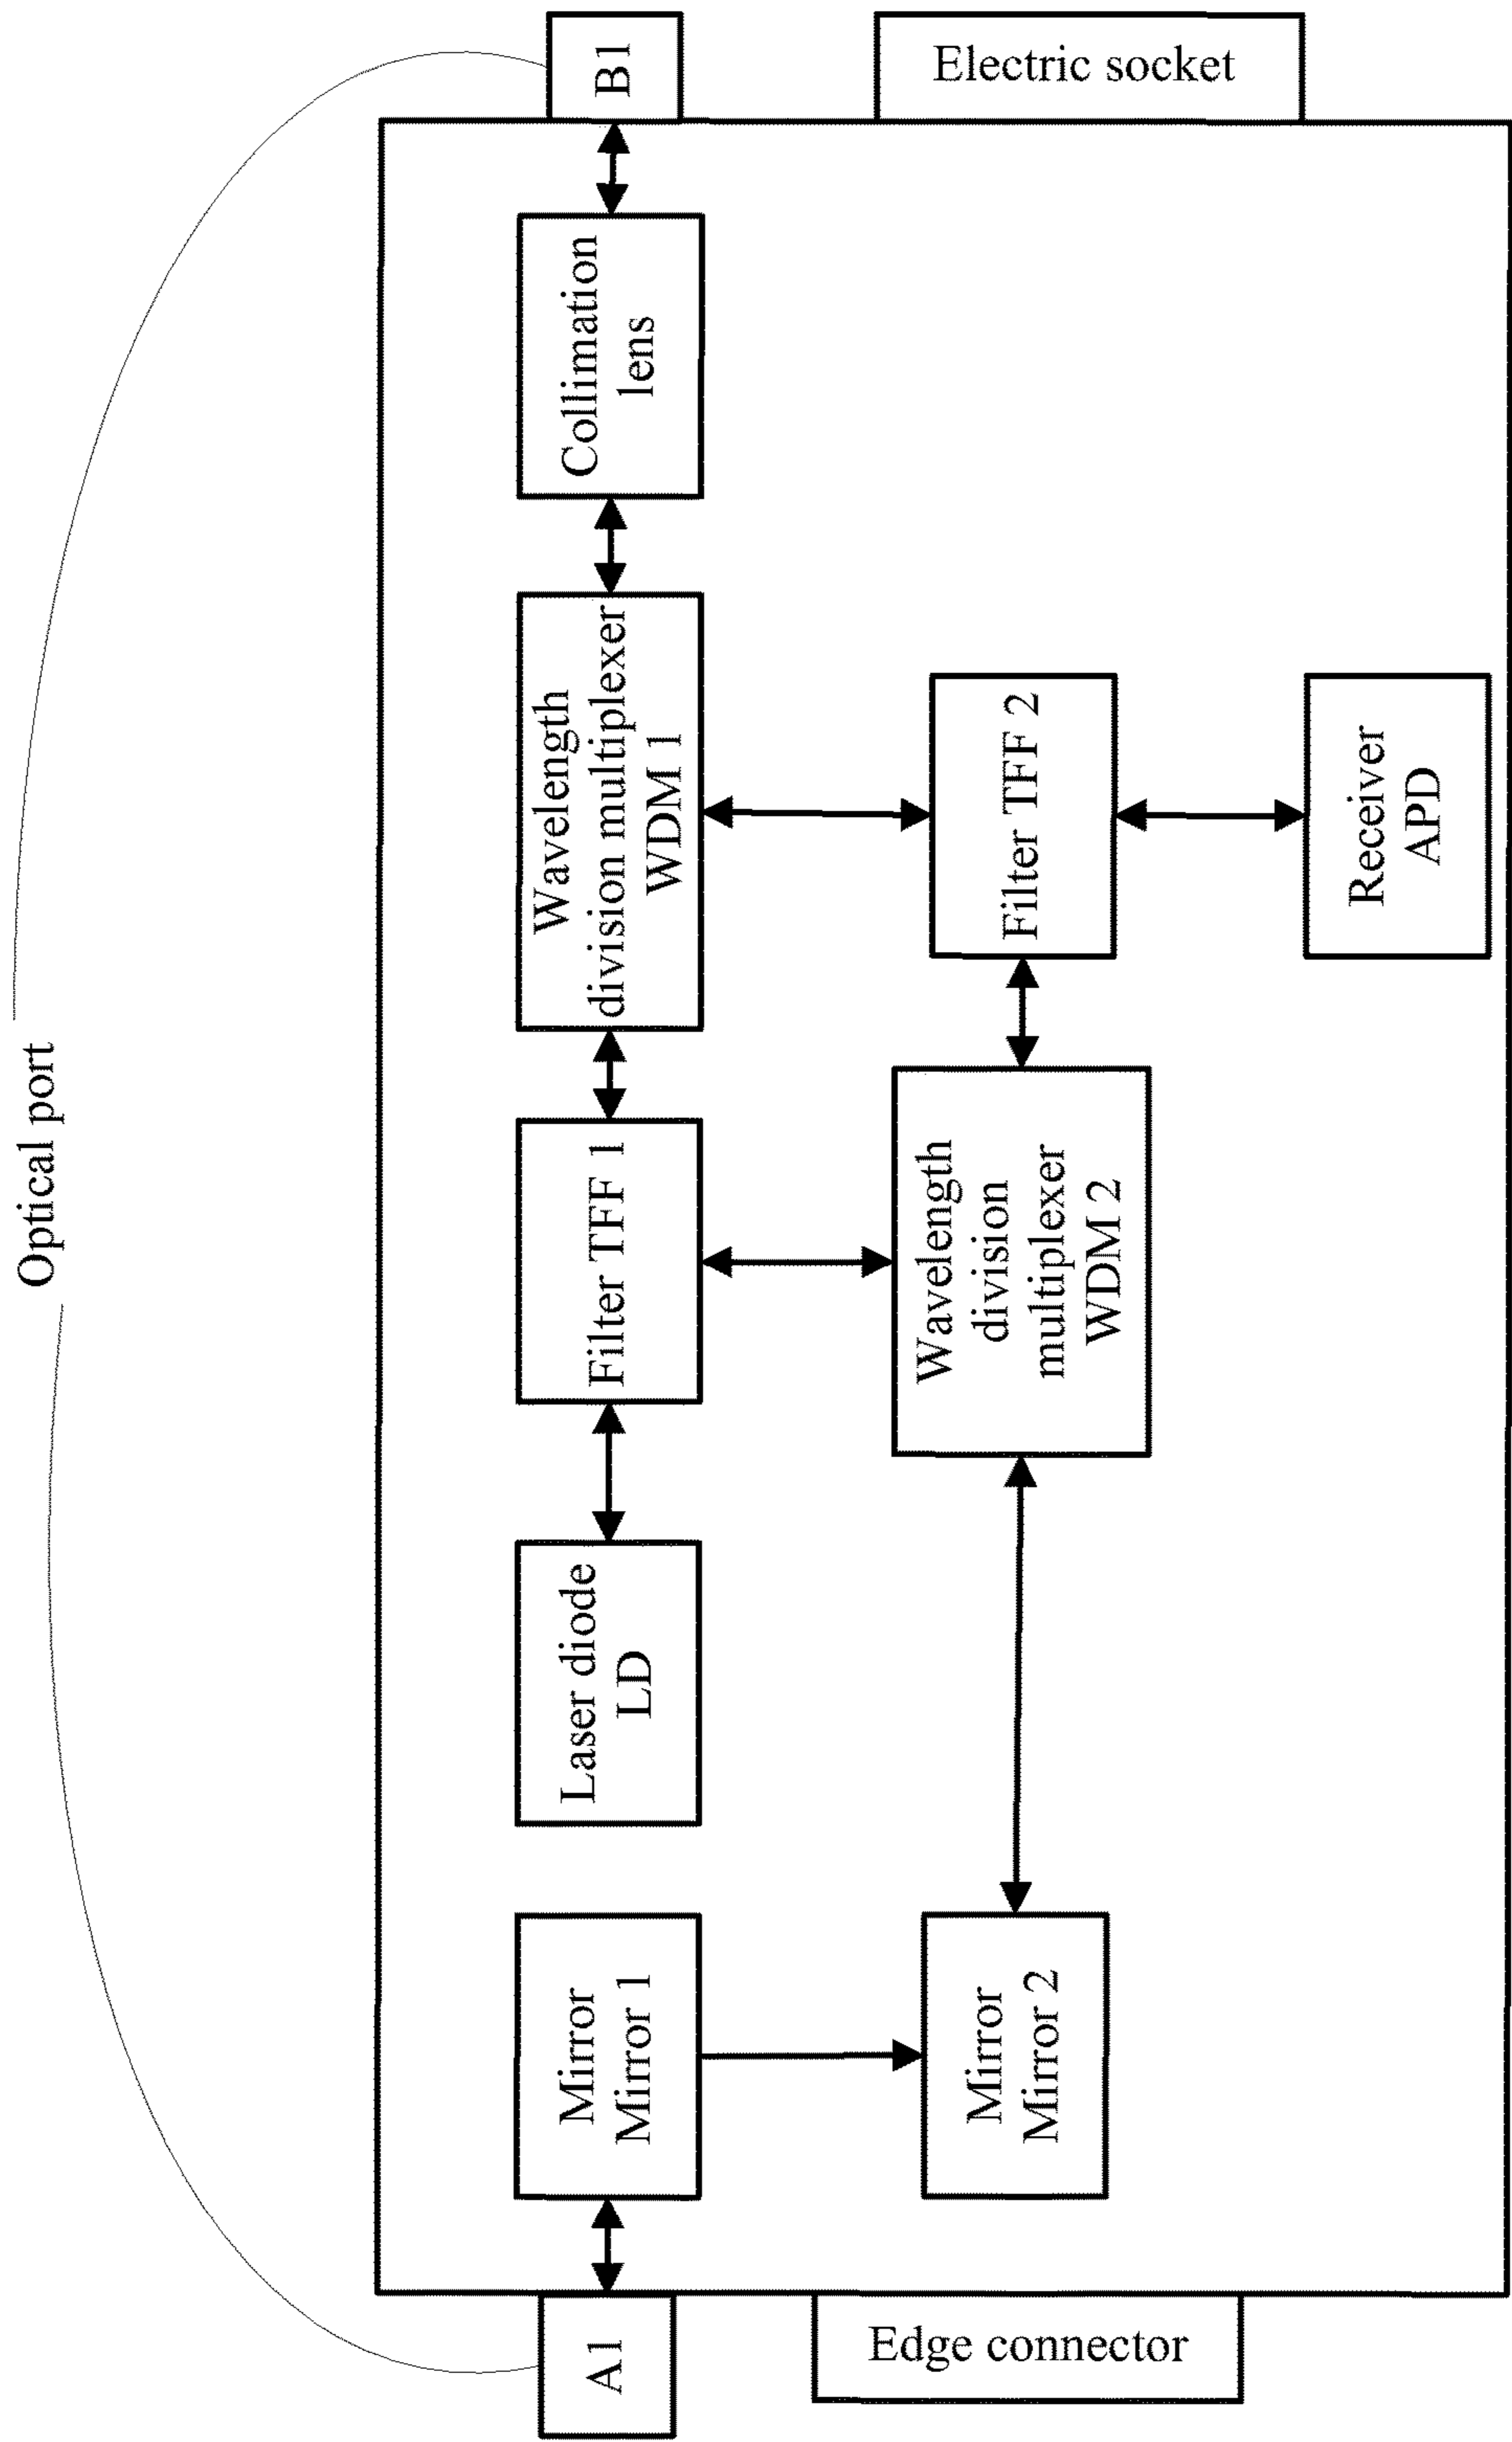 Optical port
A1
Mirror
Mirror 1
Laser diode
LD
Filter TFF 1
Wavelength
division multiplexer
WDM 1
Collimation
lens
B1
Mirror
Mirror 2
Wavelength
division
multiplexer
WDM 2
Filter TFF 2
Receiver
APD
Edge connector
Electric socket